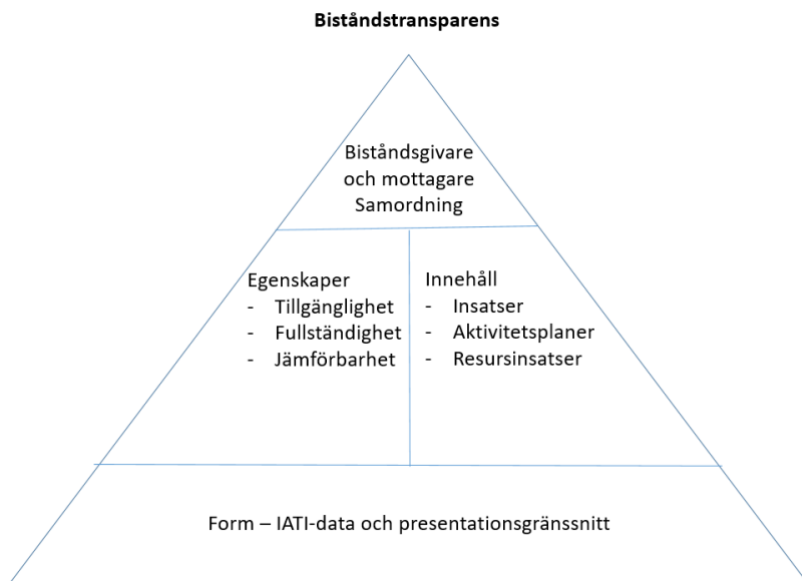 Biståndstransparens
Biståndsgivare
och mottagare
Samordning
Egenskaper
- Tillgänglighet
- Fullständighet
- Jämförbarhet
Innehåll
- Insatser
- Aktivitetsplaner
- Resursinsatser
Form – IATI-data och presentationsgränssnitt